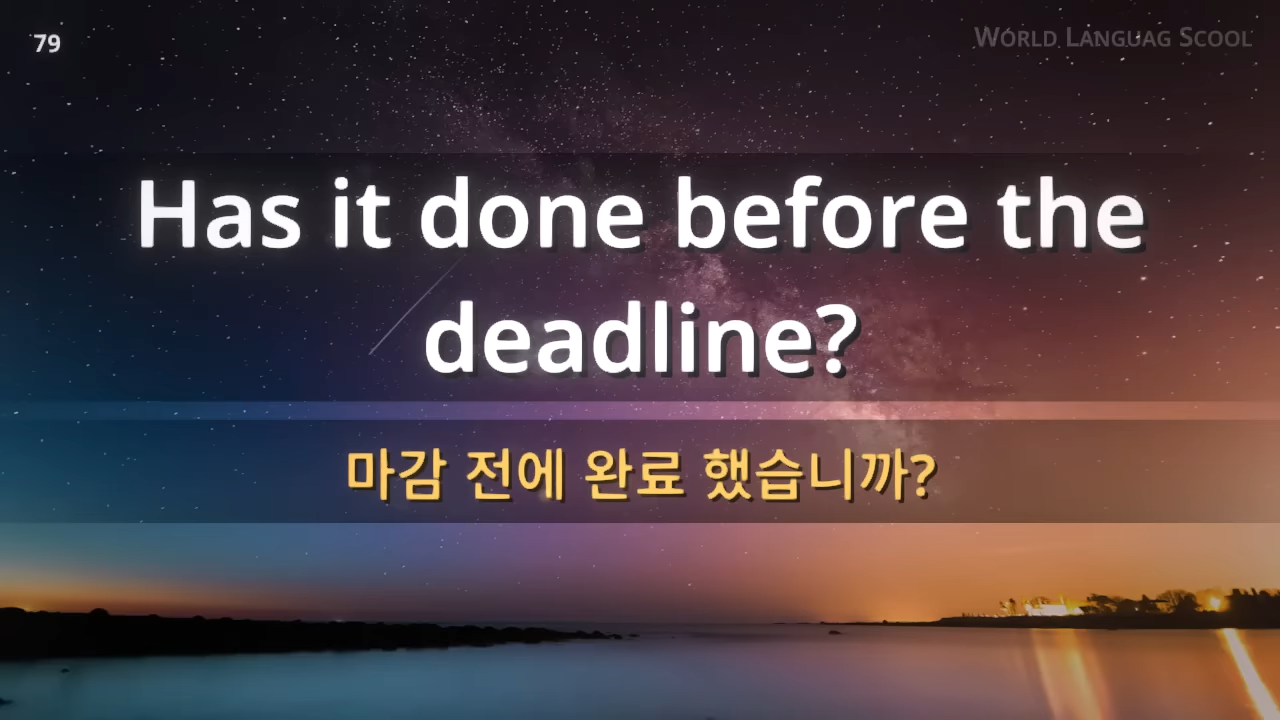 79
WORLD LANGUAG SCOOL
Has it done before the
deadline?
마감 전에 완료 했습니까?